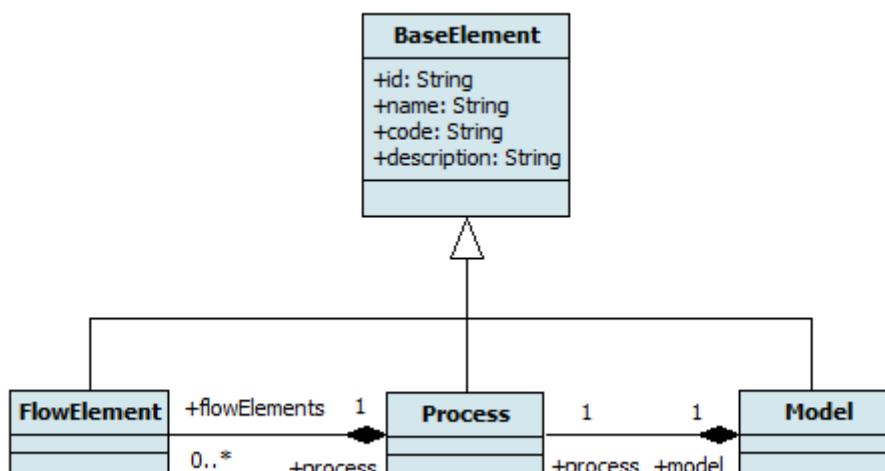 BaseElement
+id: String
+name: String
+code: String
+description: String
FlowElement
+flowElements 1
Process
1 1
Model
0..*
+process
+process +model